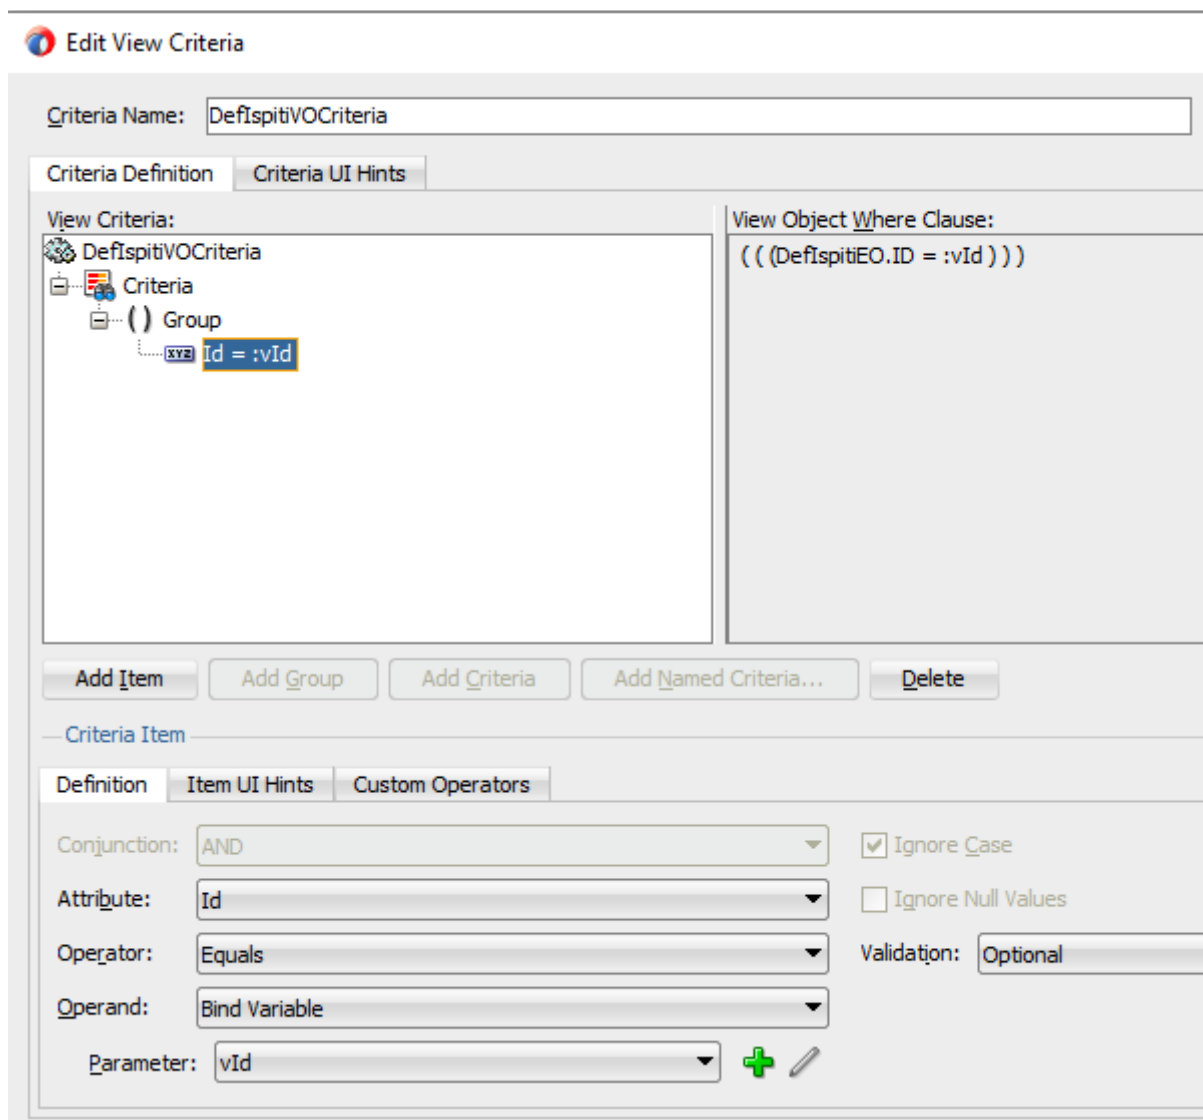 Edit View Criteria
Criteria Name: DefIspitiVOCriteria
Criteria Definition Criteria UI Hints
View Criteria: View Object Where Clause:
DefIspitiVOCriteria (((DefIspitiEO.ID = :vId)))
Criteria
() Group
XYZ Id = :vId
Add Item Add Group Add Criteria Add Named Criteria... Delete
Criteria Item
Definition Item UI Hints Custom Operators
Conjunction: AND Ignore Case
Attribute: Id Ignore Null Values
Operator: Equals Validation: Optional
Operand: Bind Variable
Parameter: vId